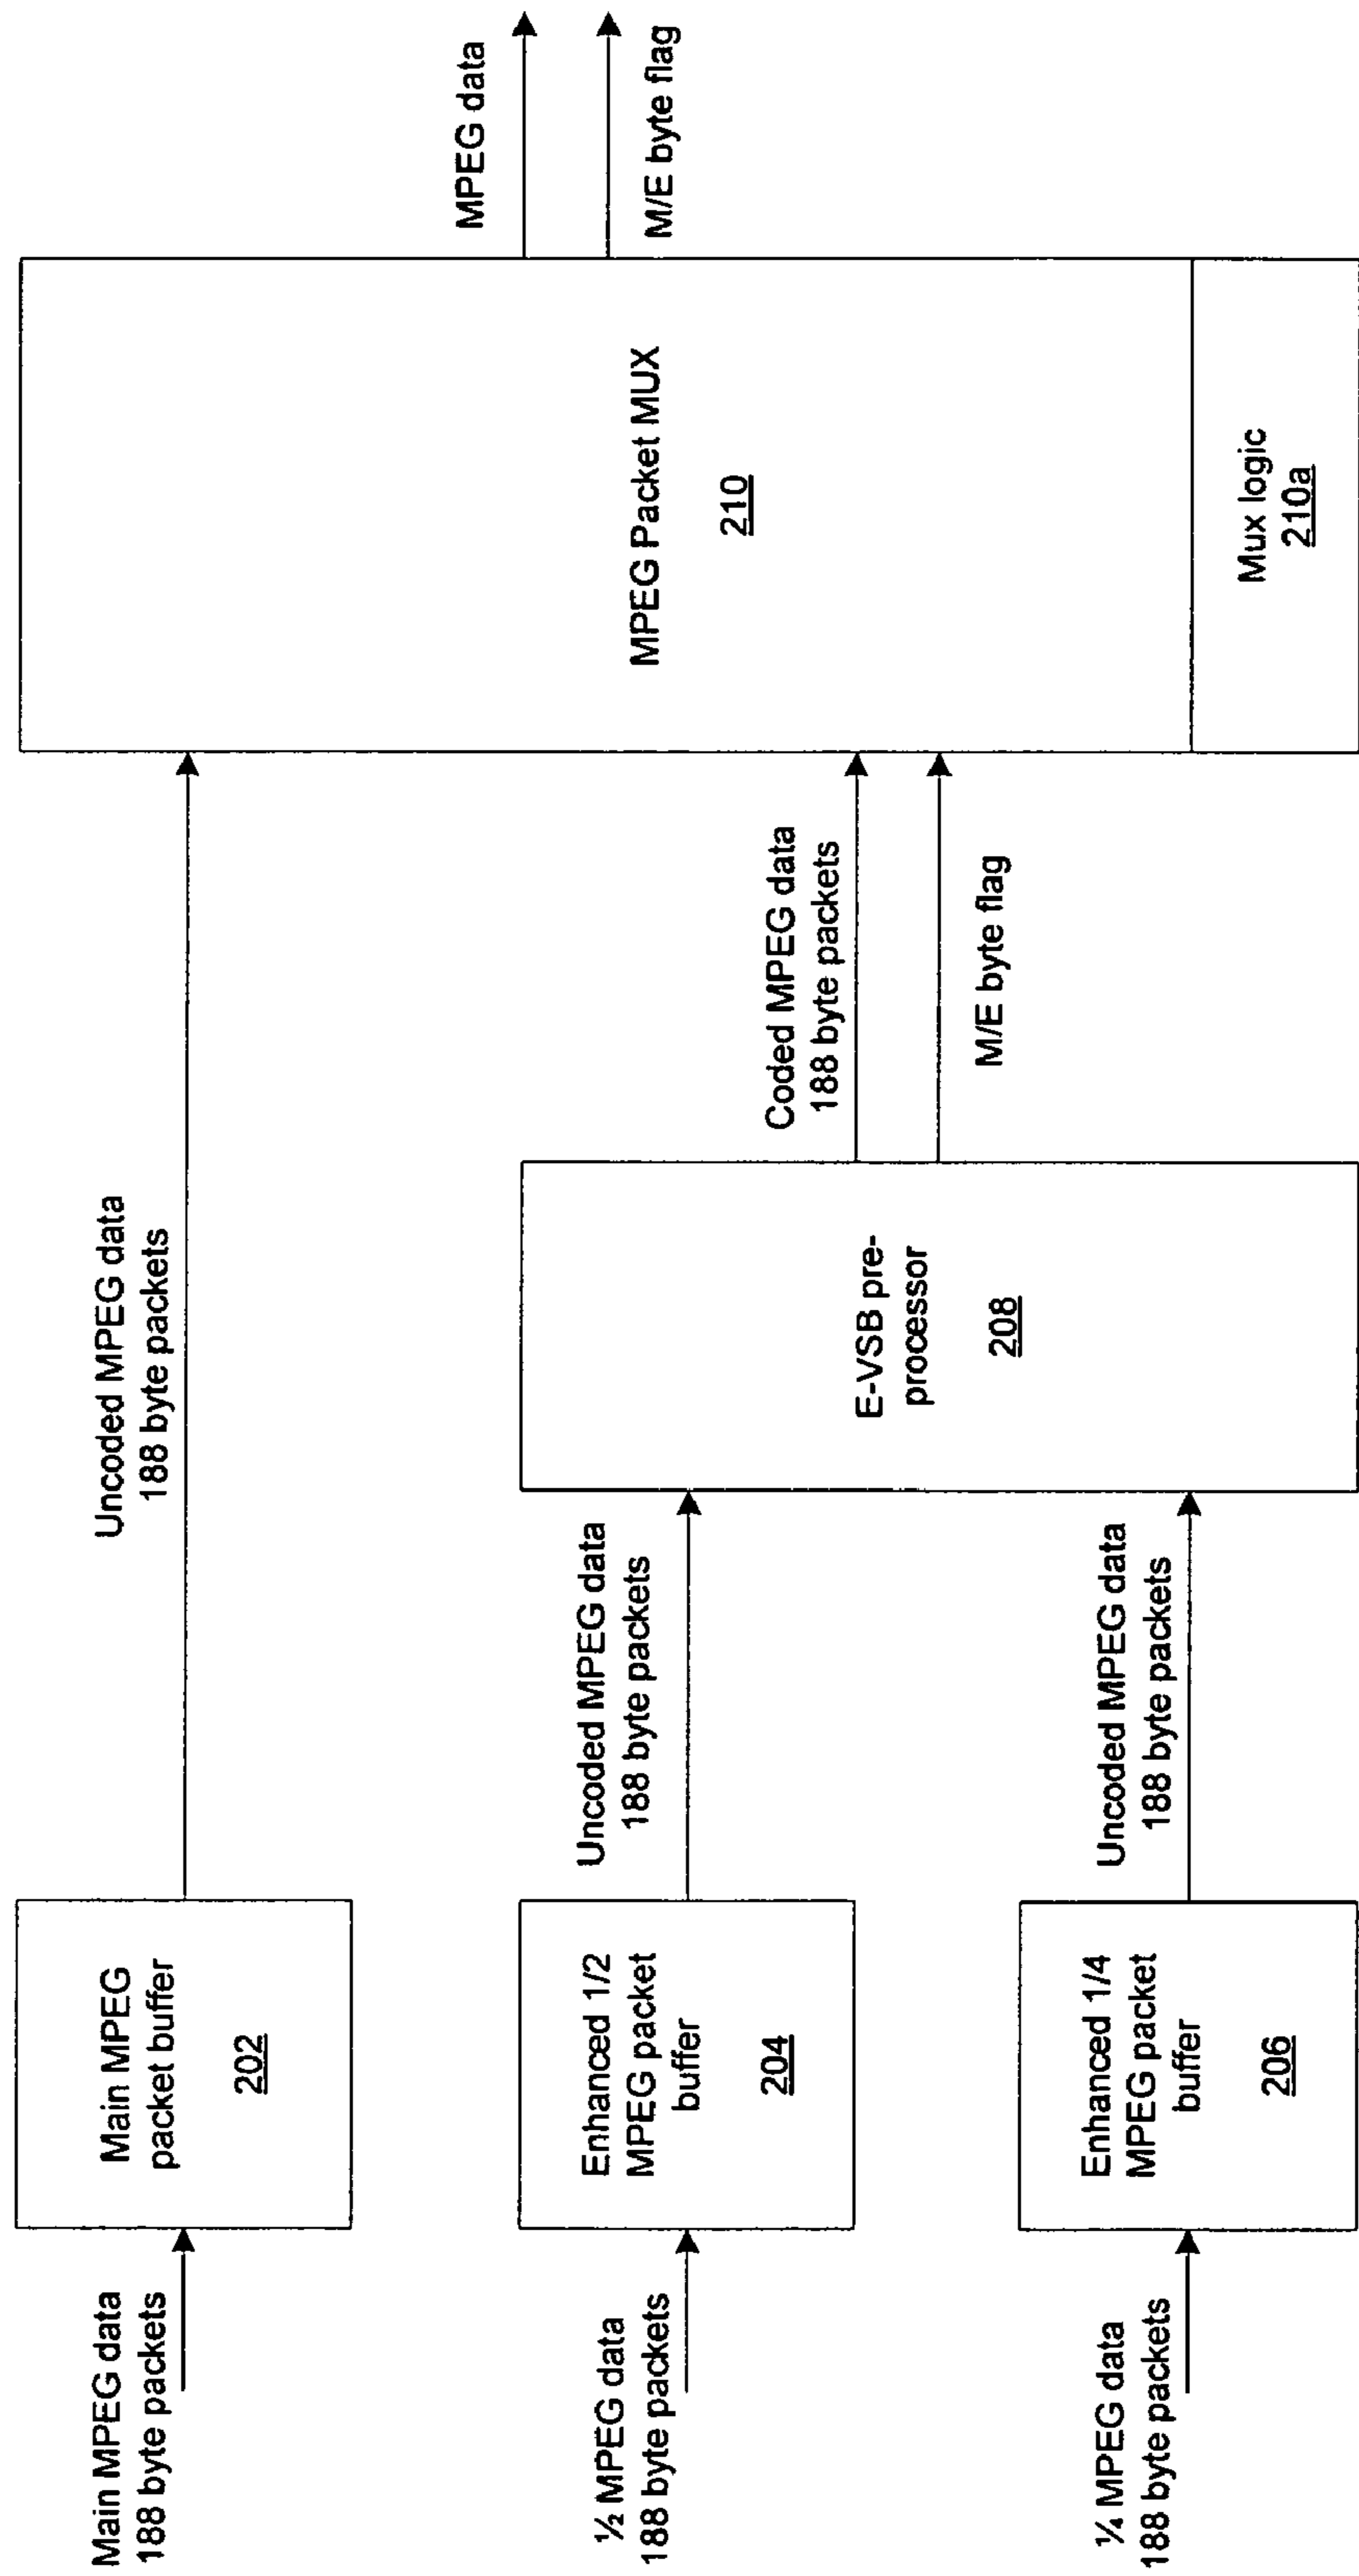 Main MPEG data
188 byte packets
Main MPEG
packet buffer
202
Uncoded MPEG data
188 byte packets
½ MPEG data
188 byte packets
Enhanced 1/2
MPEG packet
buffer
204
Uncoded MPEG data
188 byte packets
¼ MPEG data
188 byte packets
Enhanced 1/4
MPEG packet
buffer
206
Uncoded MPEG data
188 byte packets
E-VSB pre-
processor
208
Coded MPEG data
188 byte packets
M/E byte flag
MPEG Packet MUX
210
Mux logic
210a
MPEG data
M/E byte flag